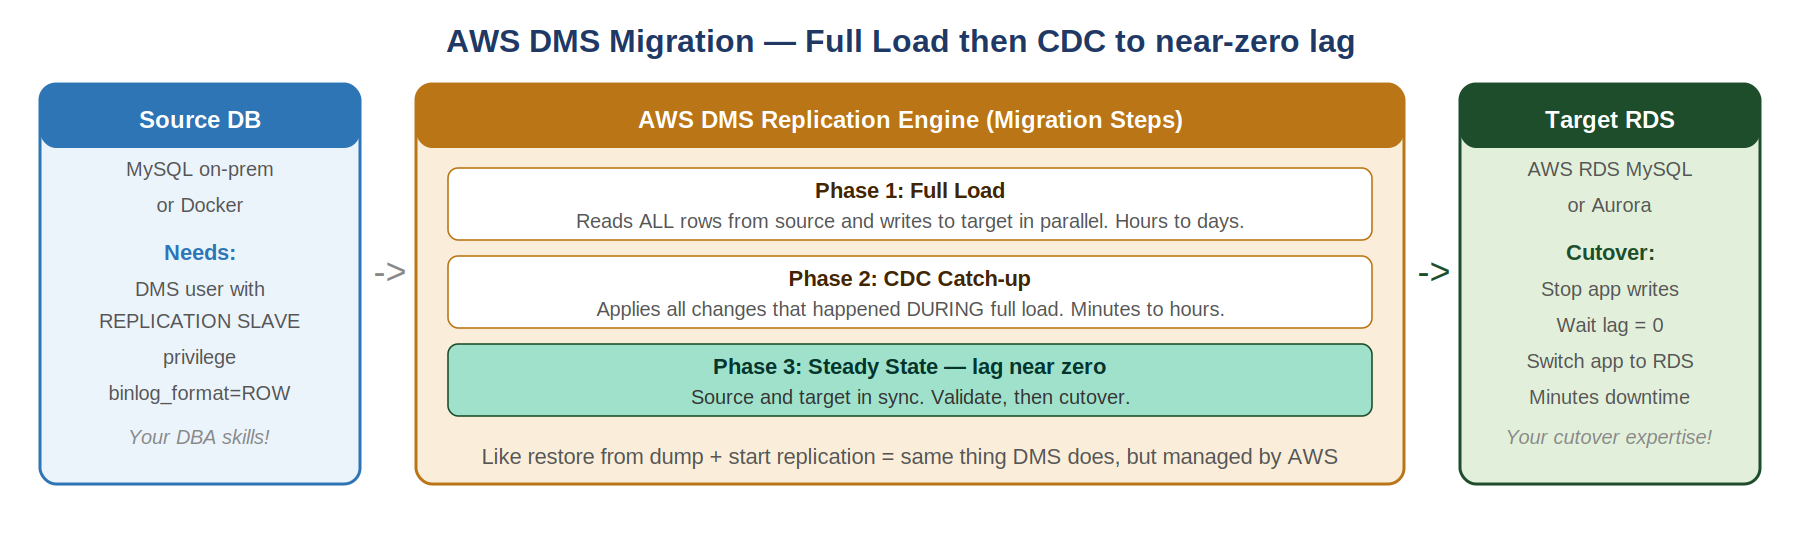 AWS DMS Migration — Full Load then CDC to near-zero lag
Source DB
MySQL on-prem
or Docker
Needs:
DMS user with
REPLICATION SLAVE
privilege
binlog_format=ROW
Your DBA skills!
->
AWS DMS Replication Engine (Migration Steps)
Phase 1: Full Load
Reads ALL rows from source and writes to target in parallel. Hours to days.
Phase 2: CDC Catch-up
Applies all changes that happened DURING full load. Minutes to hours.
Phase 3: Steady State — lag near zero
Source and target in sync. Validate, then cutover.
Like restore from dump + start replication = same thing DMS does, but managed by AWS
->
Target RDS
AWS RDS MySQL
or Aurora
Cutover:
Stop app writes
Wait lag = 0
Switch app to RDS
Minutes downtime
Your cutover expertise!